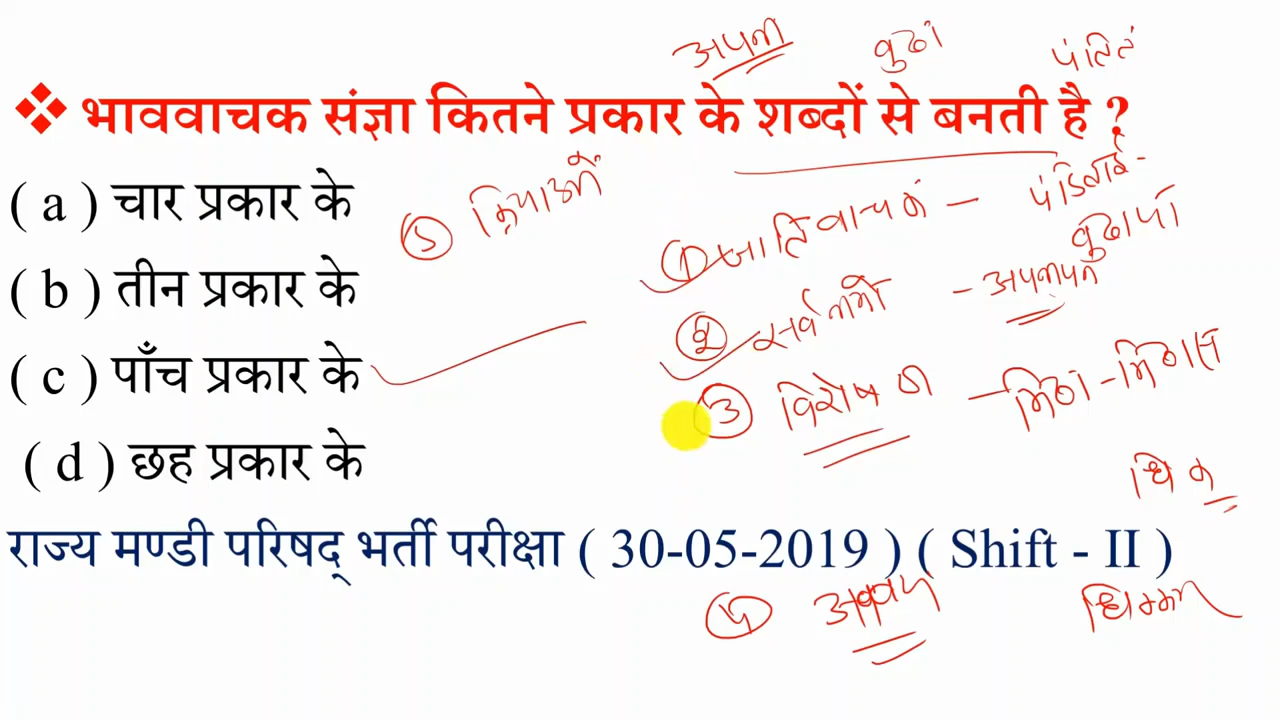 अपना बुढा पंडित
❖ भाववाचक संज्ञा कितने प्रकार के शब्दों से बनती है ?
( a ) चार प्रकार के
( b ) तीन प्रकार के
( c ) पाँच प्रकार के
( d ) छह प्रकार के
राज्य मण्डी परिषद् भर्ती परीक्षा ( 30-05-2019 ) ( Shift - II )
5 क्रियाओं
1 जातिवाचक – पंडिताई -
बुढापा
2 सर्वनामों – अपनापन
3 विशेषण –
अव्यय